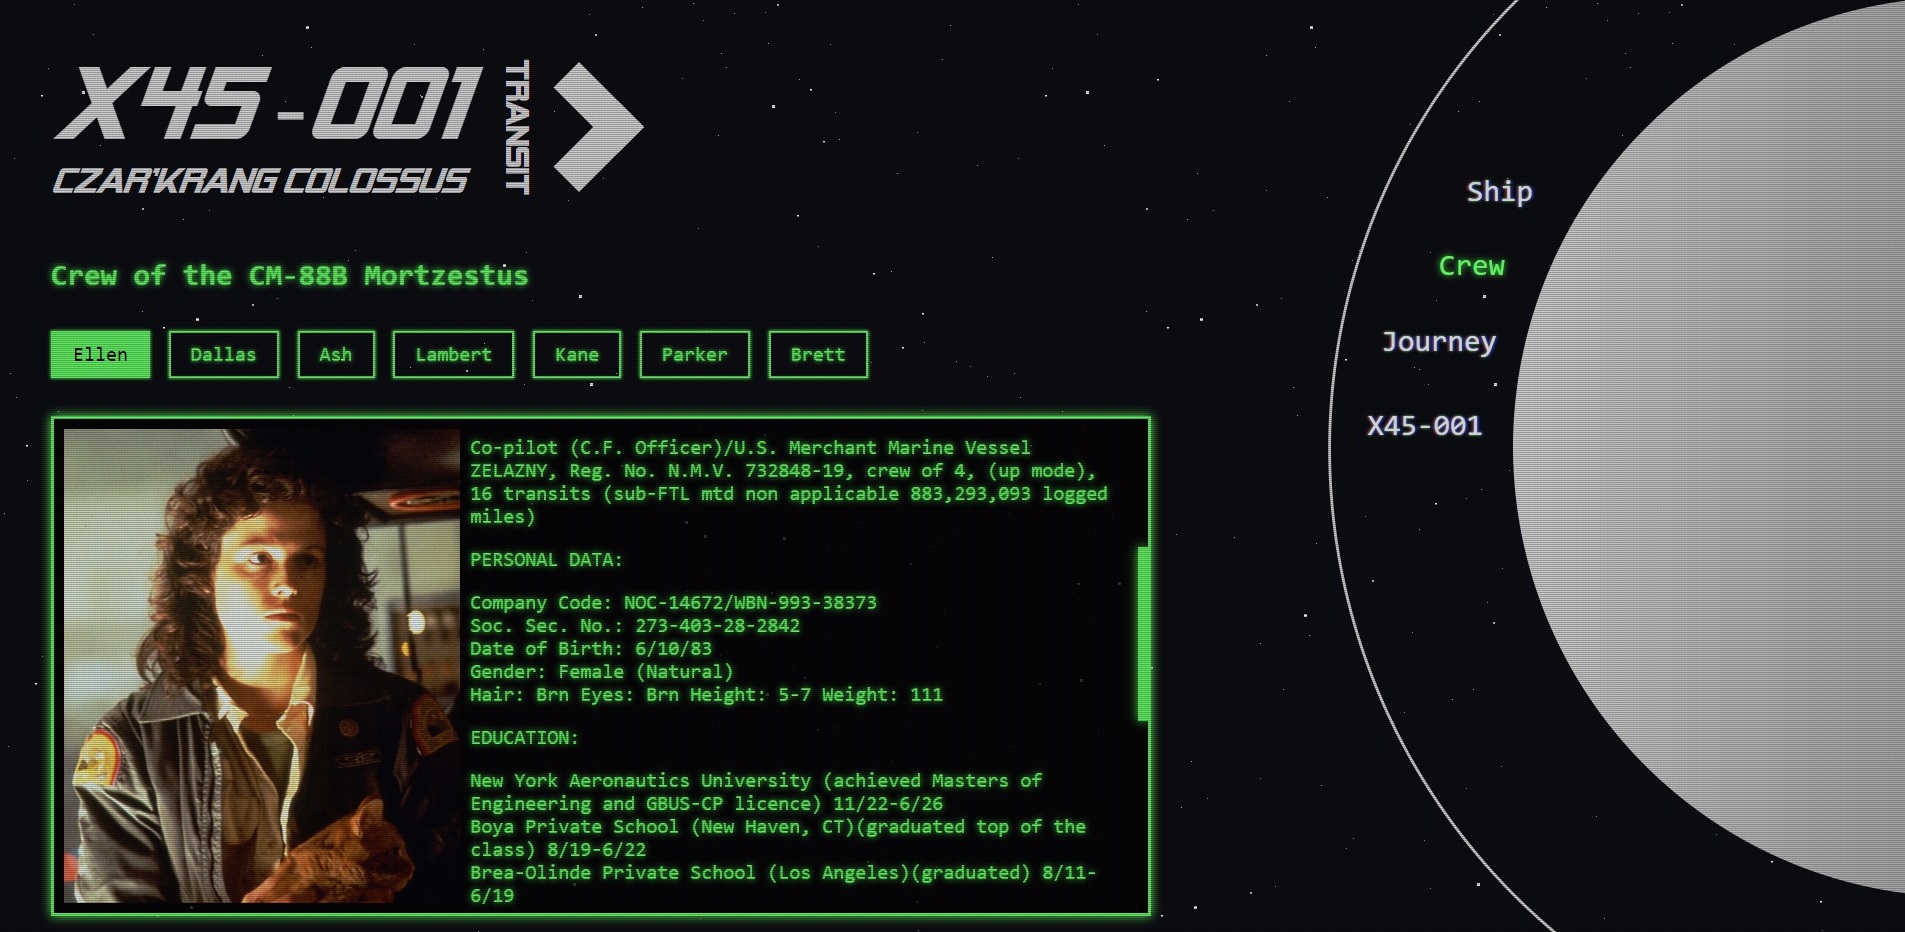 X45-001
CZAR'KRANG COLOSSUS
TRANSIT
Crew of the CM-88B Mortzestus
Ellen
Dallas
Ash
Lambert
Kane
Parker
Brett
Co-pilot (C.F. Officer)/U.S. Merchant Marine Vessel
ZELAZNY, Reg. No. N.M.V. 732848-19, crew of 4, (up mode),
16 transits (sub-FTL mtd non applicable 883,293,093 logged
miles)
PERSONAL DATA:
Company Code: NOC-14672/WBN-993-38373
Soc. Sec. No.: 273-403-28-2842
Date of Birth: 6/10/83
Gender: Female (Natural)
Hair: Brn Eyes: Brn Height: 5-7 Weight: 111
EDUCATION:
New York Aeronautics University (achieved Masters of
Engineering and GBUS-CP licence) 11/22-6/26
Boya Private School (New Haven, CT)(graduated top of the
class) 8/19-6/22
Brea-Olinde Private School (Los Angeles)(graduated) 8/11-
6/19
Ship
Crew
Journey
X45-001